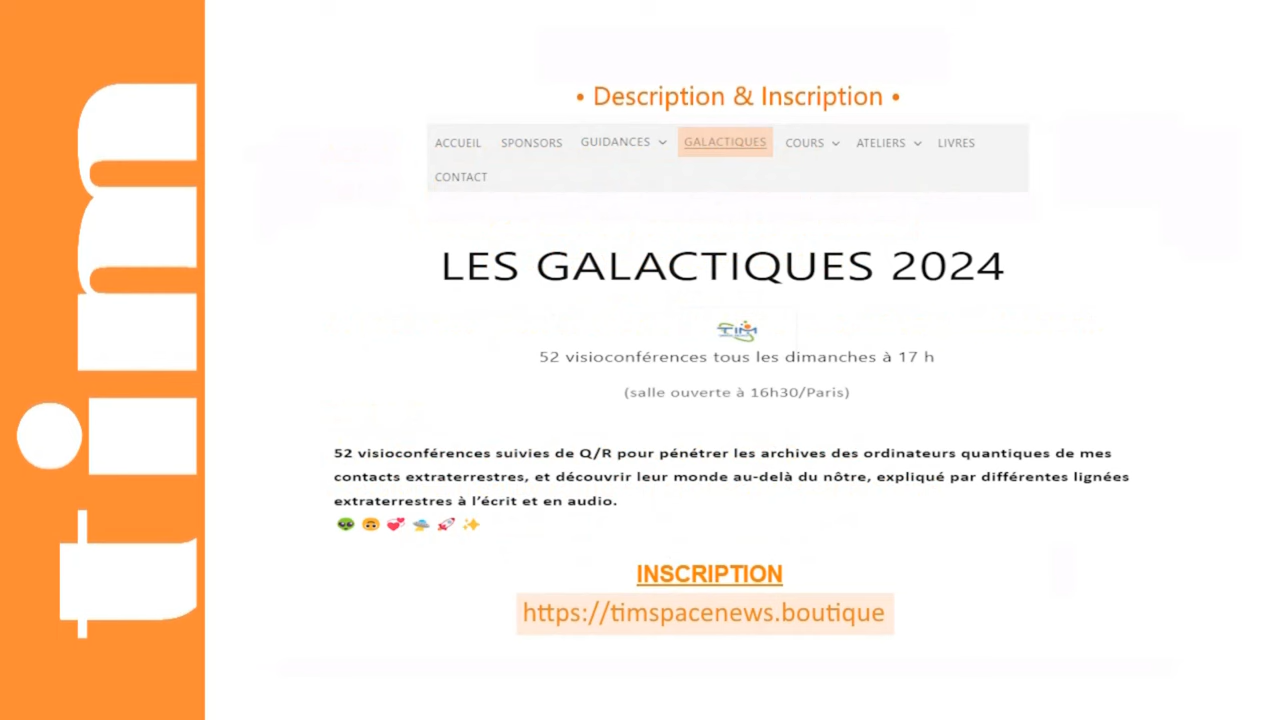 tim
• Description & Inscription •
ACCUEIL SPONSORS GUIDANCES GALACTIQUES COURS ATELIERS LIVRES
CONTACT
LES GALACTIQUES 2024
TIM
52 visioconférences tous les dimanches à 17 h
(salle ouverte à 16h30/Paris)
52 visioconférences suivies de Q/R pour pénétrer les archives des ordinateurs quantiques de mes
contacts extraterrestres, et découvrir leur monde au-delà du nôtre, expliqué par différentes lignées
extraterrestres à l’écrit et en audio.
👽 🙃 💞 🛸 🚀 ✨
INSCRIPTION
https://timspacenews.boutique